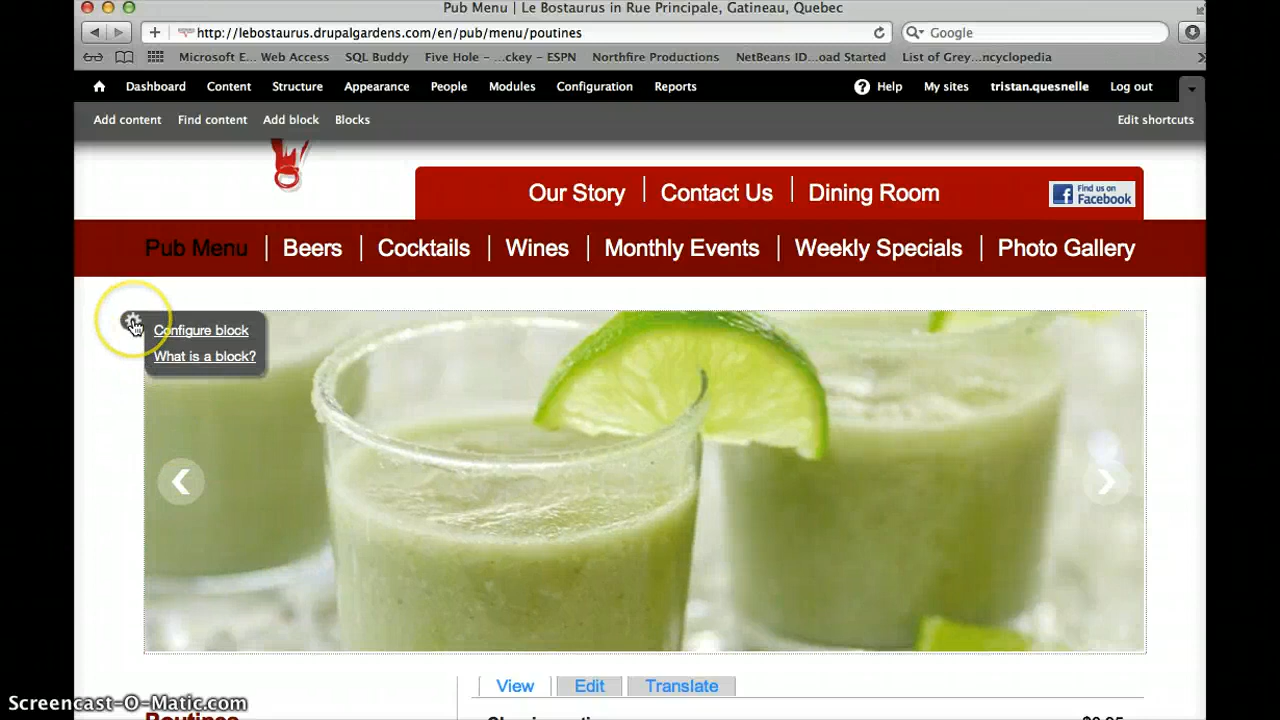 Pub Menu | Le Bostaurus in Rue Principale, Gatineau, Quebec
http://lebostaurus.drupalgardens.com/en/pub/menu/poutines
Google
Microsoft E... Web Access SQL Buddy Five Hole - ...ckey - ESPN Northfire Productions NetBeans ID...oad Started List of Grey...ncyclopedia
Dashboard Content Structure Appearance People Modules Configuration Reports Help My sites tristan.quesnelle Log out
Add content Find content Add block Blocks Edit shortcuts
Our Story Contact Us Dining Room
Find us on
Facebook
Pub Menu Beers Cocktails Wines Monthly Events Weekly Specials Photo Gallery
Configure block
What is a block?
View Edit Translate
Screencast-O-Matic.com
Poutines